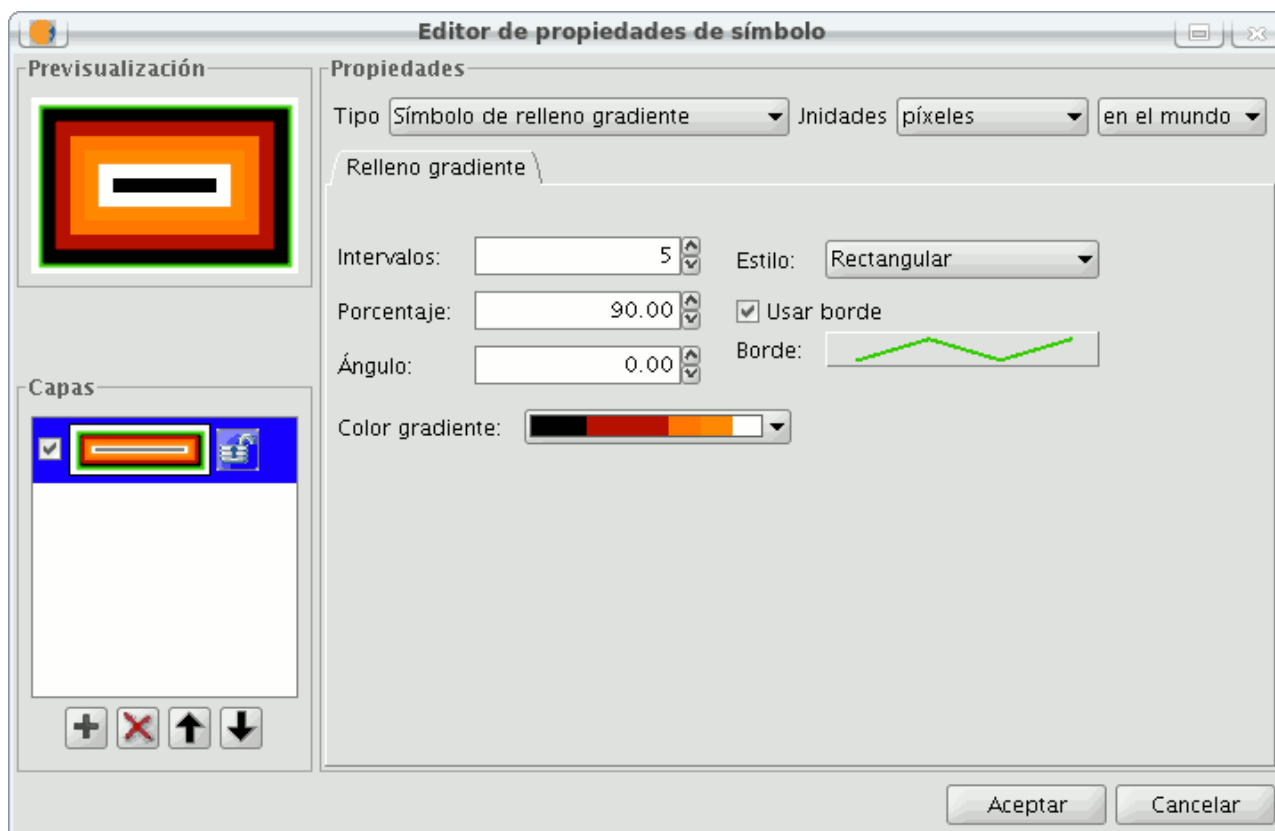 Editor de propiedades de símbolo
Previsualización
Propiedades
Tipo Símbolo de relleno gradiente Jnidades píxeles en el mundo
Relleno gradiente
Intervalos: 5 Estilo: Rectangular
Porcentaje: 90.00 Usar borde
Ángulo: 0.00 Borde:
Capas
Color gradiente:
Aceptar Cancelar